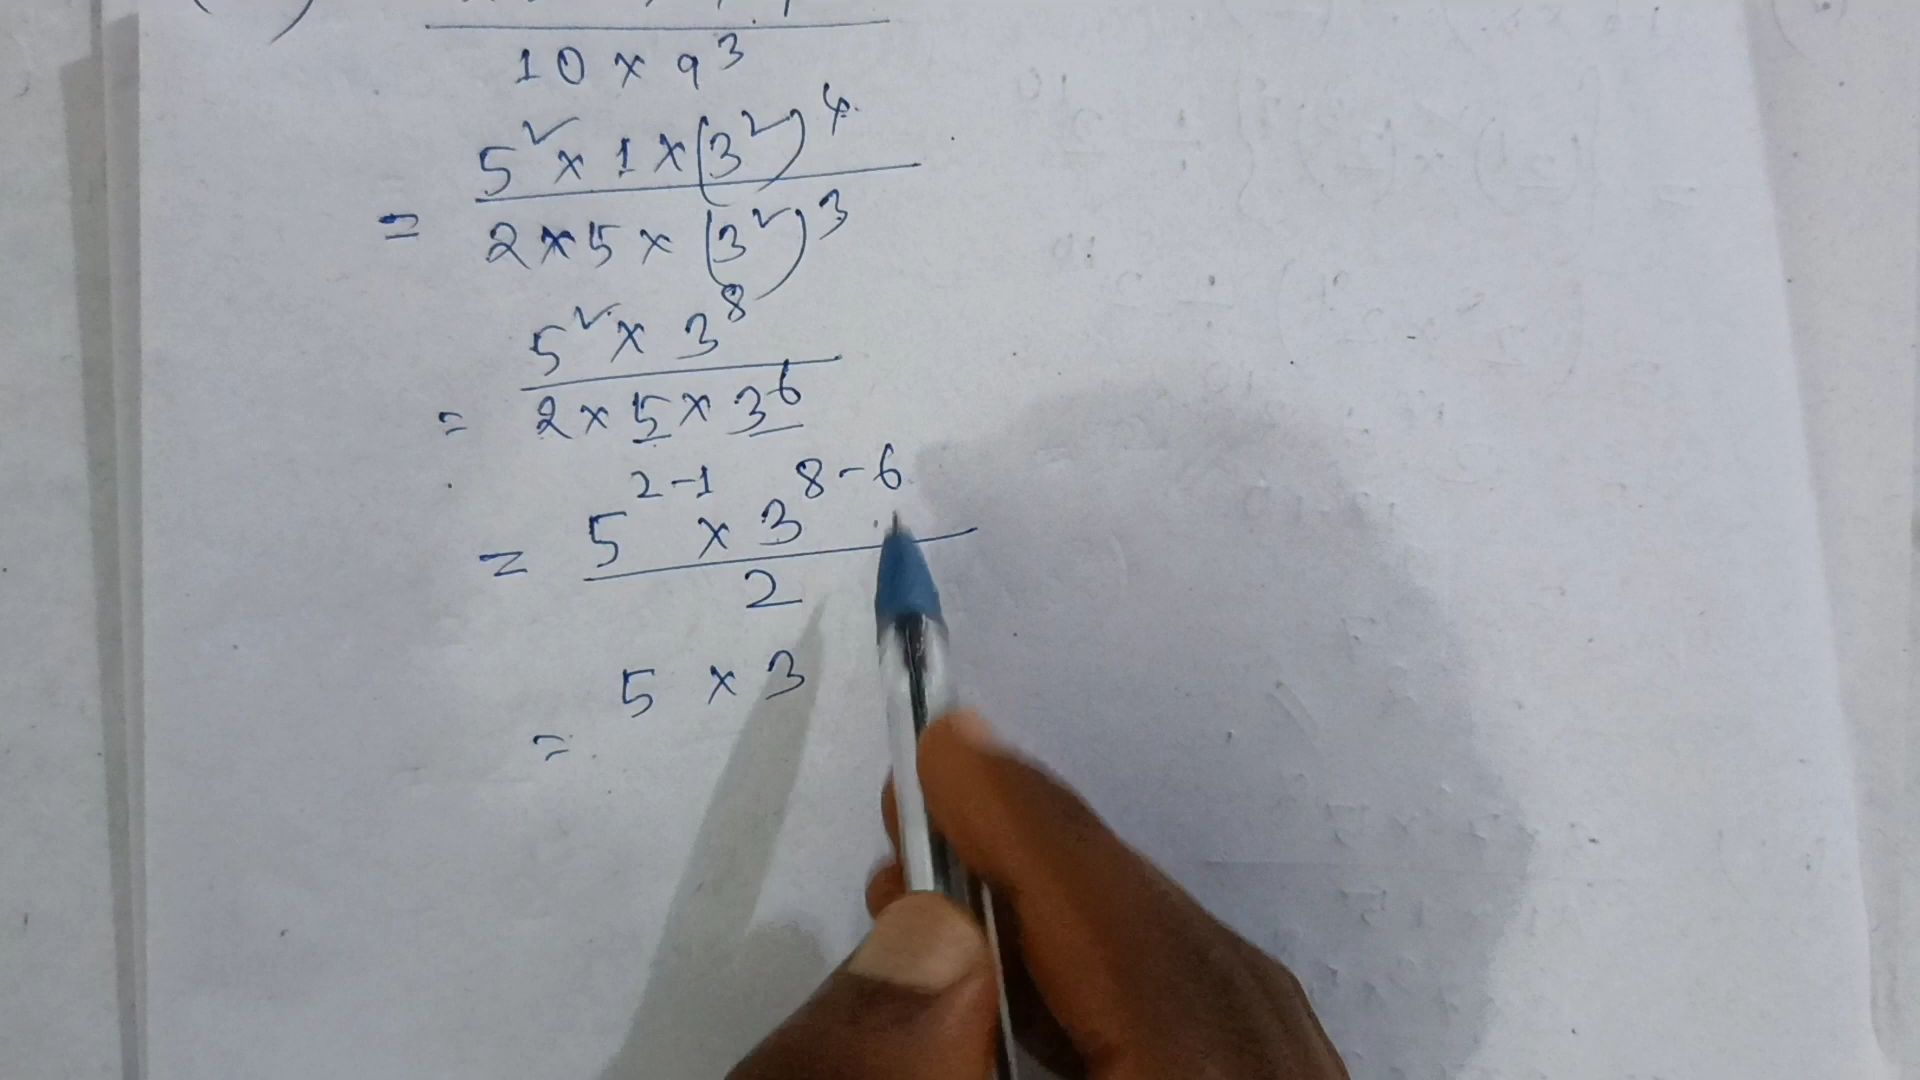 10 × 9³
5² × 1 × (3²)⁴
=
2 × 5 × (3²)³
5² × 3⁸
=
2 × 5 × 3⁶
5²⁻¹ × 3⁸⁻⁶
=
2
5 × 3
=